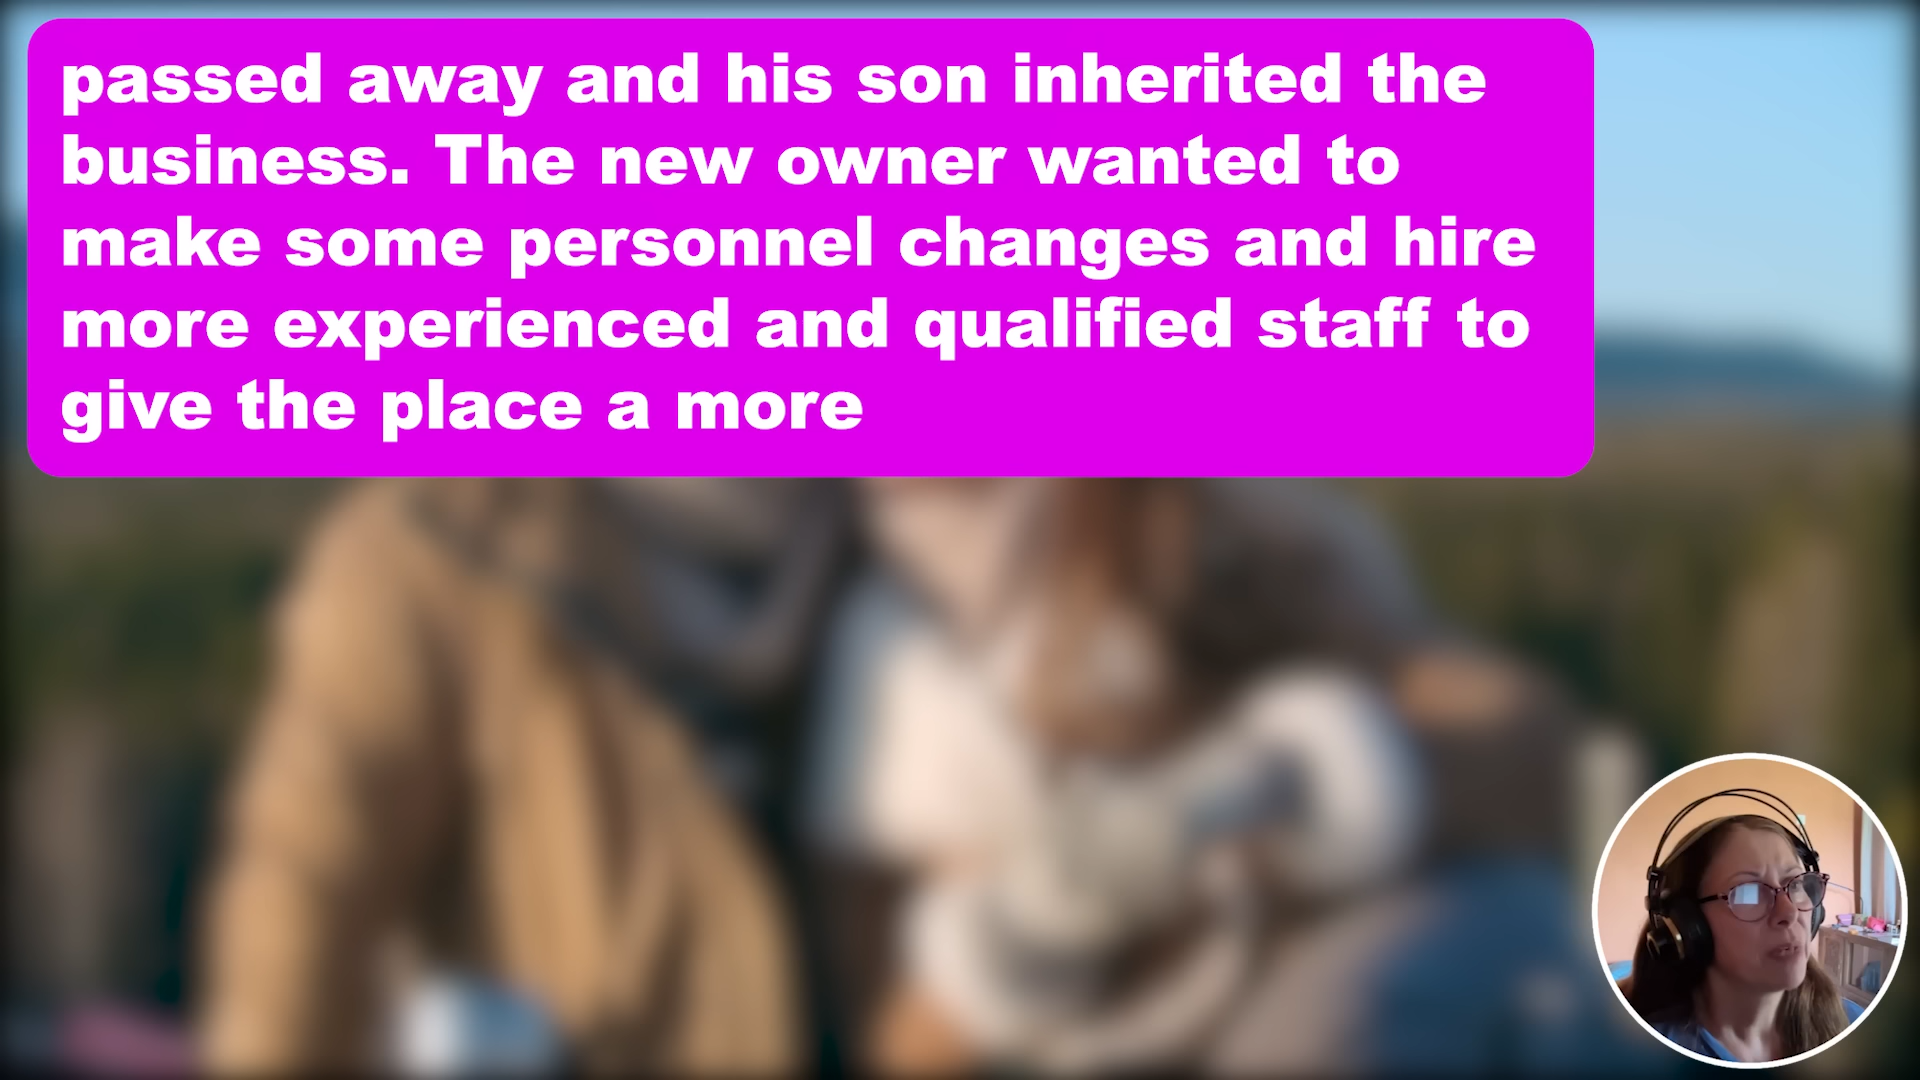 passed away and his son inherited the
business. The new owner wanted to
make some personnel changes and hire
more experienced and qualified staff to
give the place a more